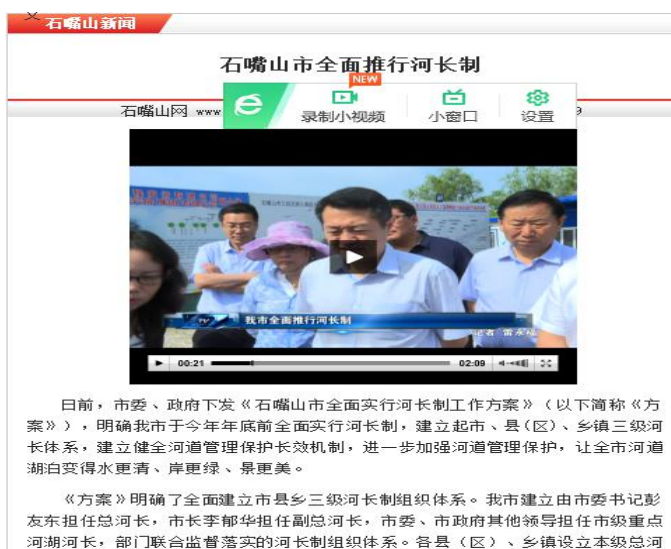 石嘴山新闻
石嘴山市全面推行河长制
NEW
石嘴山网 www
录制小视频
小窗口
设置
我市全面推行河长制
记者 雷永福
00:21
02:09
日前，市委、政府下发《石嘴山市全面实行河长制工作方案》（以下简称《方
案》），明确我市于今年年底前全面实行河长制，建立起市、县(区)、乡镇三级河
长体系，建立健全河道管理保护长效机制，进一步加强河道管理保护，让全市河道
湖泊变得水更清、岸更绿、景更美。
《方案》明确了全面建立市县乡三级河长制组织体系。我市建立由市委书记彭
友东担任总河长，市长李郁华担任副总河长，市委、市政府其他领导担任市级重点
河湖河长，部门联合监督落实的河长制组织体系。各县（区）、乡镇设立本级总河